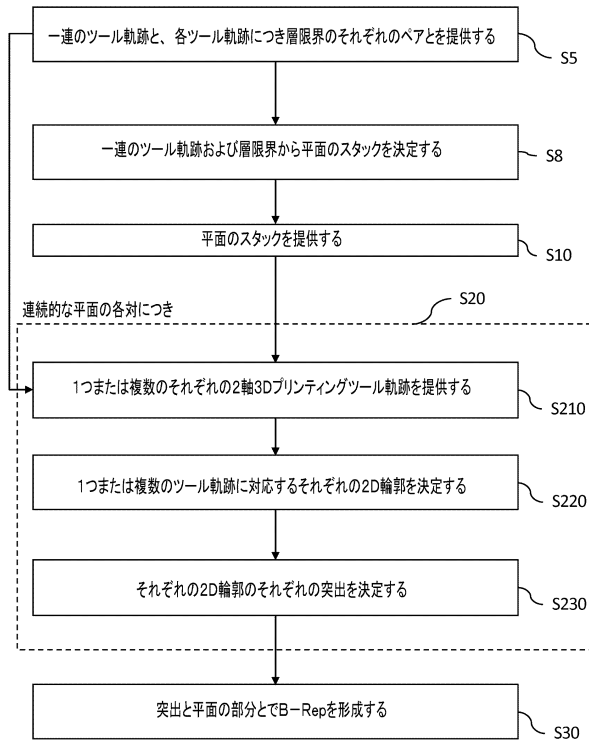 一連のツール軌跡と、各ツール軌跡につき層限界のそれぞれのペアとを提供する
S5
一連のツール軌跡および層限界から平面のスタックを決定する
S8
平面のスタックを提供する
S10
連続的な平面の各対につき
S20
1つまたは複数のそれぞれの2軸3Dプリンティングツール軌跡を提供する
S210
1つまたは複数のツール軌跡に対応するそれぞれの2D輪郭を決定する
S220
それぞれの2D輪郭のそれぞれの突出を決定する
S230
突出と平面の部分とでB-Repを形成する
S30